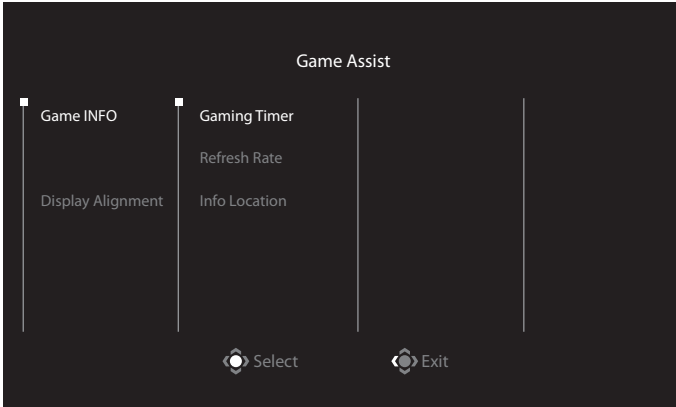 Game Assist
Game INFO
Gaming Timer
Refresh Rate
Display Alignment
Info Location
Select
Exit